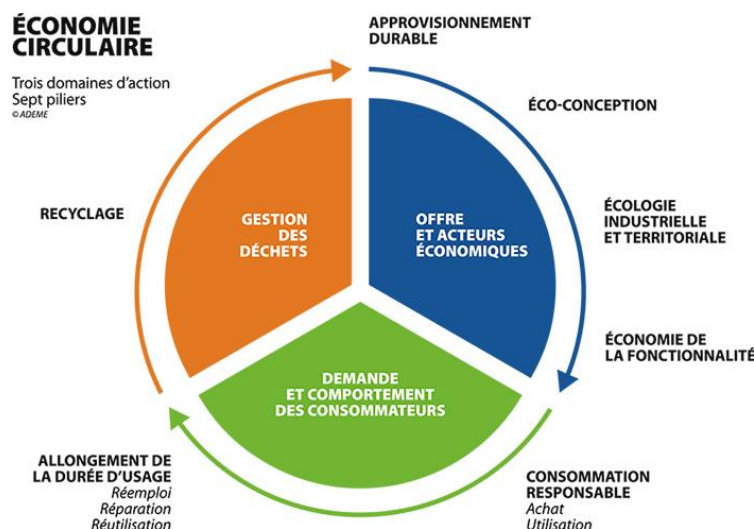 ÉCONOMIE
CIRCULAIRE
Trois domaines d'action
Sept piliers
© ADEME
APPROVISIONNEMENT
DURABLE
ÉCO-CONCEPTION
ÉCOLOGIE
INDUSTRIELLE
ET TERRITORIALE
ÉCONOMIE DE
LA FONCTIONNALITÉ
RECYCLAGE
GESTION
DES
DÉCHETS
OFFRE
ET ACTEURS
ÉCONOMIQUES
DEMANDE
ET COMPORTEMENT
DES CONSOMMATEURS
ALLONGEMENT DE
LA DURÉE D'USAGE
Réemploi
Réparation
Réutilisation
CONSOMMATION
RESPONSABLE
Achat
Utilisation